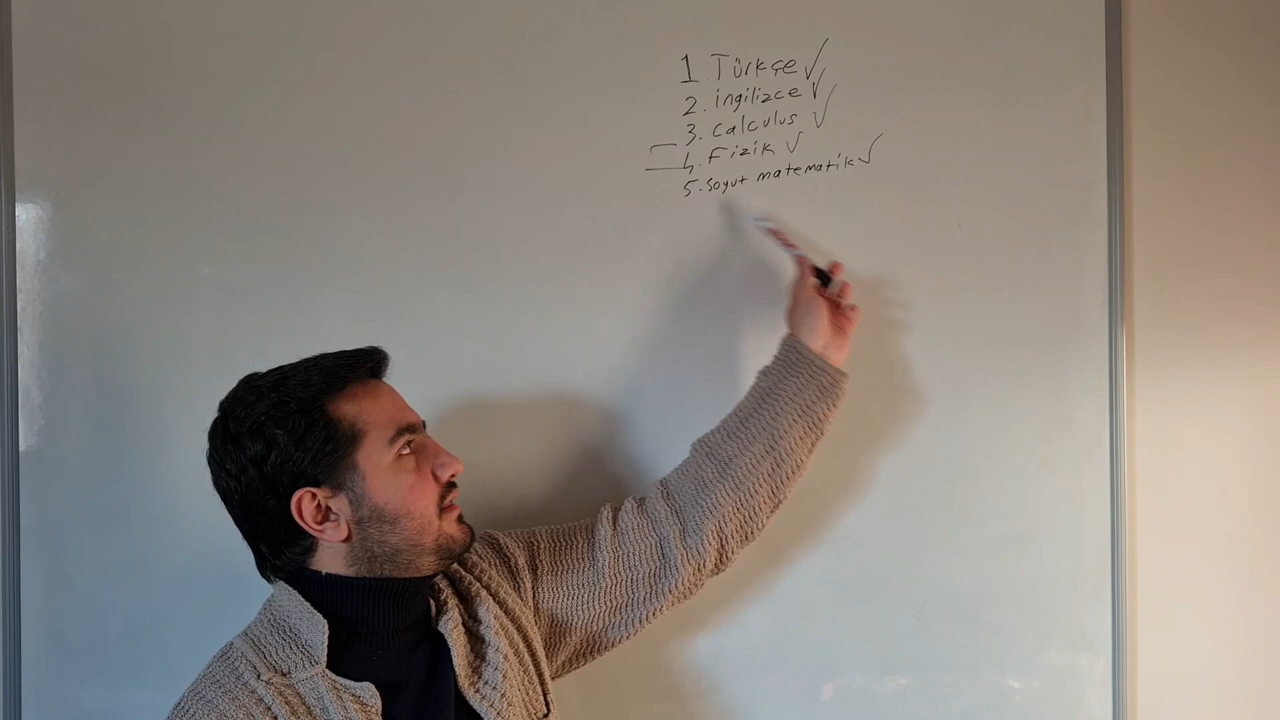 1. Türkçe ✓
2. ingilizce ✓
3. Calculus ✓
4. Fizik ✓
5. Soyut matematik ✓